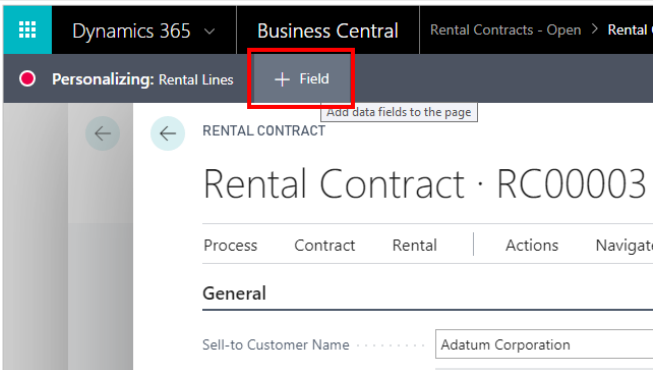 Dynamics 365 Business Central Rental Contracts - Open > Rental
Personalizing: Rental Lines + Field
Add data fields to the page
RENTAL CONTRACT
Rental Contract · RC00003
Process Contract Rental Actions Navigat
General
Sell-to Customer Name Adatum Corporation